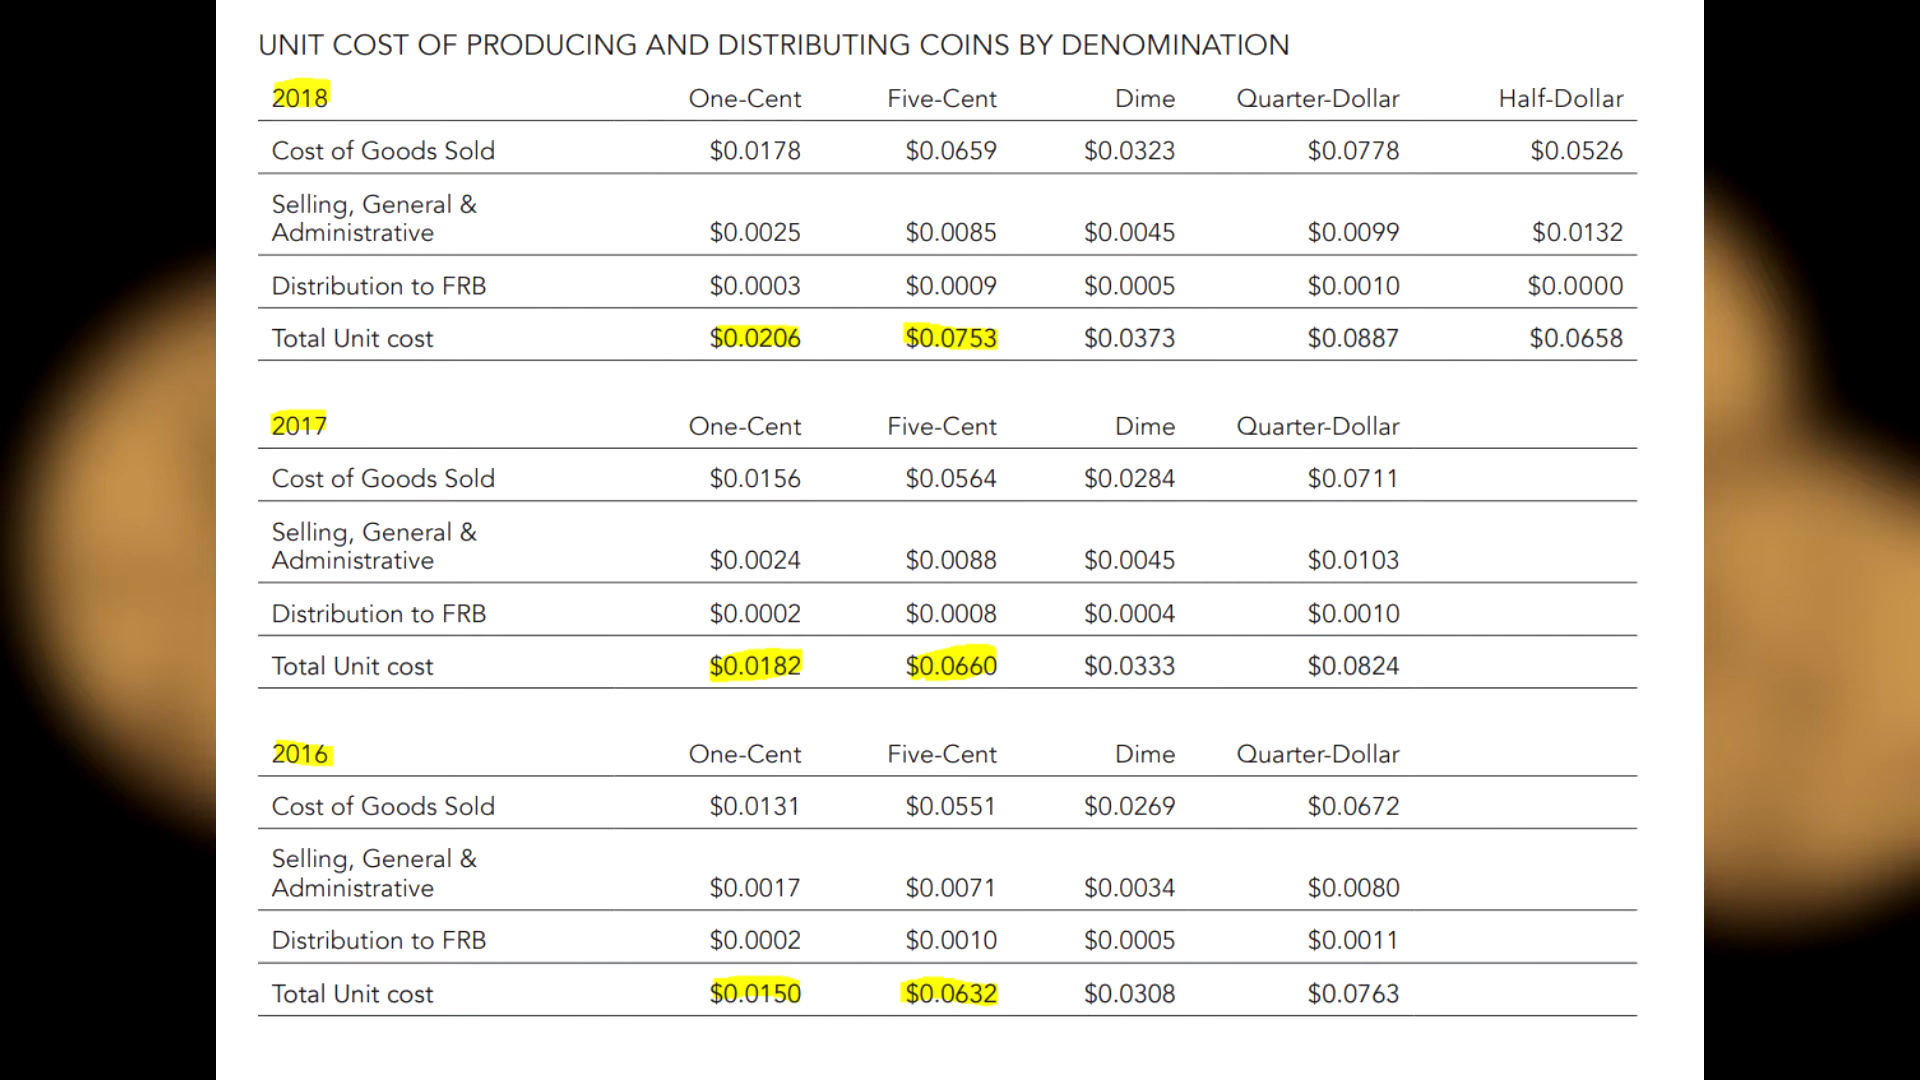 UNIT COST OF PRODUCING AND DISTRIBUTING COINS BY DENOMINATION
2018 One-Cent Five-Cent Dime Quarter-Dollar Half-Dollar
Cost of Goods Sold $0.0178 $0.0659 $0.0323 $0.0778 $0.0526
Selling, General &
Administrative $0.0025 $0.0085 $0.0045 $0.0099 $0.0132
Distribution to FRB $0.0003 $0.0009 $0.0005 $0.0010 $0.0000
Total Unit cost $0.0206 $0.0753 $0.0373 $0.0887 $0.0658
2017 One-Cent Five-Cent Dime Quarter-Dollar
Cost of Goods Sold $0.0156 $0.0564 $0.0284 $0.0711
Selling, General &
Administrative $0.0024 $0.0088 $0.0045 $0.0103
Distribution to FRB $0.0002 $0.0008 $0.0004 $0.0010
Total Unit cost $0.0182 $0.0660 $0.0333 $0.0824
2016 One-Cent Five-Cent Dime Quarter-Dollar
Cost of Goods Sold $0.0131 $0.0551 $0.0269 $0.0672
Selling, General &
Administrative $0.0017 $0.0071 $0.0034 $0.0080
Distribution to FRB $0.0002 $0.0010 $0.0005 $0.0011
Total Unit cost $0.0150 $0.0632 $0.0308 $0.0763